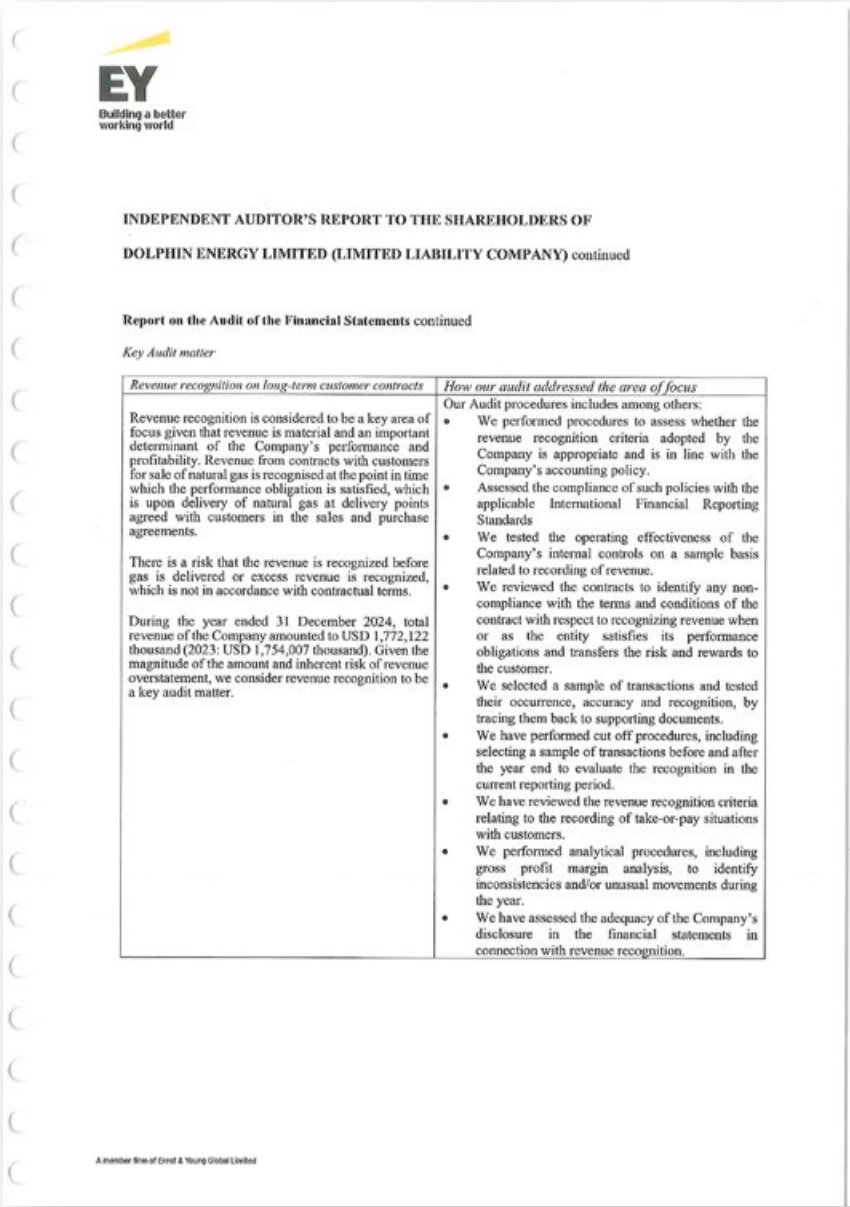 EY
Building a better
working world
INDEPENDENT AUDITOR'S REPORT TO THE SHAREHOLDERS OF
DOLPHIN ENERGY LIMITED (LIMITED LIABILITY COMPANY) continued
Report on the Audit of the Financial Statements continued
Key Audit matter
Revenue recognition on long-term customer contracts
Revenue recognition is considered to be a key area of
focus given that revenue is material and an important
determinant of the Company's performance and
profitability. Revenue from contracts with customers
for sale of natural gas is recognised at the point in time
which the performance obligation is satisfied, which
is upon delivery of natural gas at delivery points
agreed with customers in the sales and purchase
agreements.
There is a risk that the revenue is recognized before
gas is delivered or excess revenue is recognized,
which is not in accordance with contractual terms.
During the year ended 31 December 2024, total
revenue of the Company amounted to USD 1,772,122
thousand (2023: USD 1,754,007 thousand). Given the
magnitude of the amount and inherent risk of revenue
overstatement, we consider revenue recognition to be
a key audit matter.
How our audit addressed the area of focus
Our Audit procedures includes among others:
• We performed procedures to assess whether the
revenue recognition criteria adopted by the
Company is appropriate and is in line with the
Company's accounting policy.
• Assessed the compliance of such policies with the
applicable International Financial Reporting
Standards
• We tested the operating effectiveness of the
Company's internal controls on a sample basis
related to recording of revenue.
• We reviewed the contracts to identify any non-
compliance with the terms and conditions of the
contract with respect to recognizing revenue when
or as the entity satisfies its performance
obligations and transfers the risk and rewards to
the customer.
• We selected a sample of transactions and tested
their occurrence, accuracy and recognition, by
tracing them back to supporting documents.
• We have performed cut off procedures, including
selecting a sample of transactions before and after
the year end to evaluate the recognition in the
current reporting period.
• We have reviewed the revenue recognition criteria
relating to the recording of take-or-pay situations
with customers.
• We performed analytical procedures, including
gross profit margin analysis, to identify
inconsistencies and/or unusual movements during
the year.
• We have assessed the adequacy of the Company's
disclosure in the financial statements in
connection with revenue recognition.
A member firm of Ernst & Young Global Limited